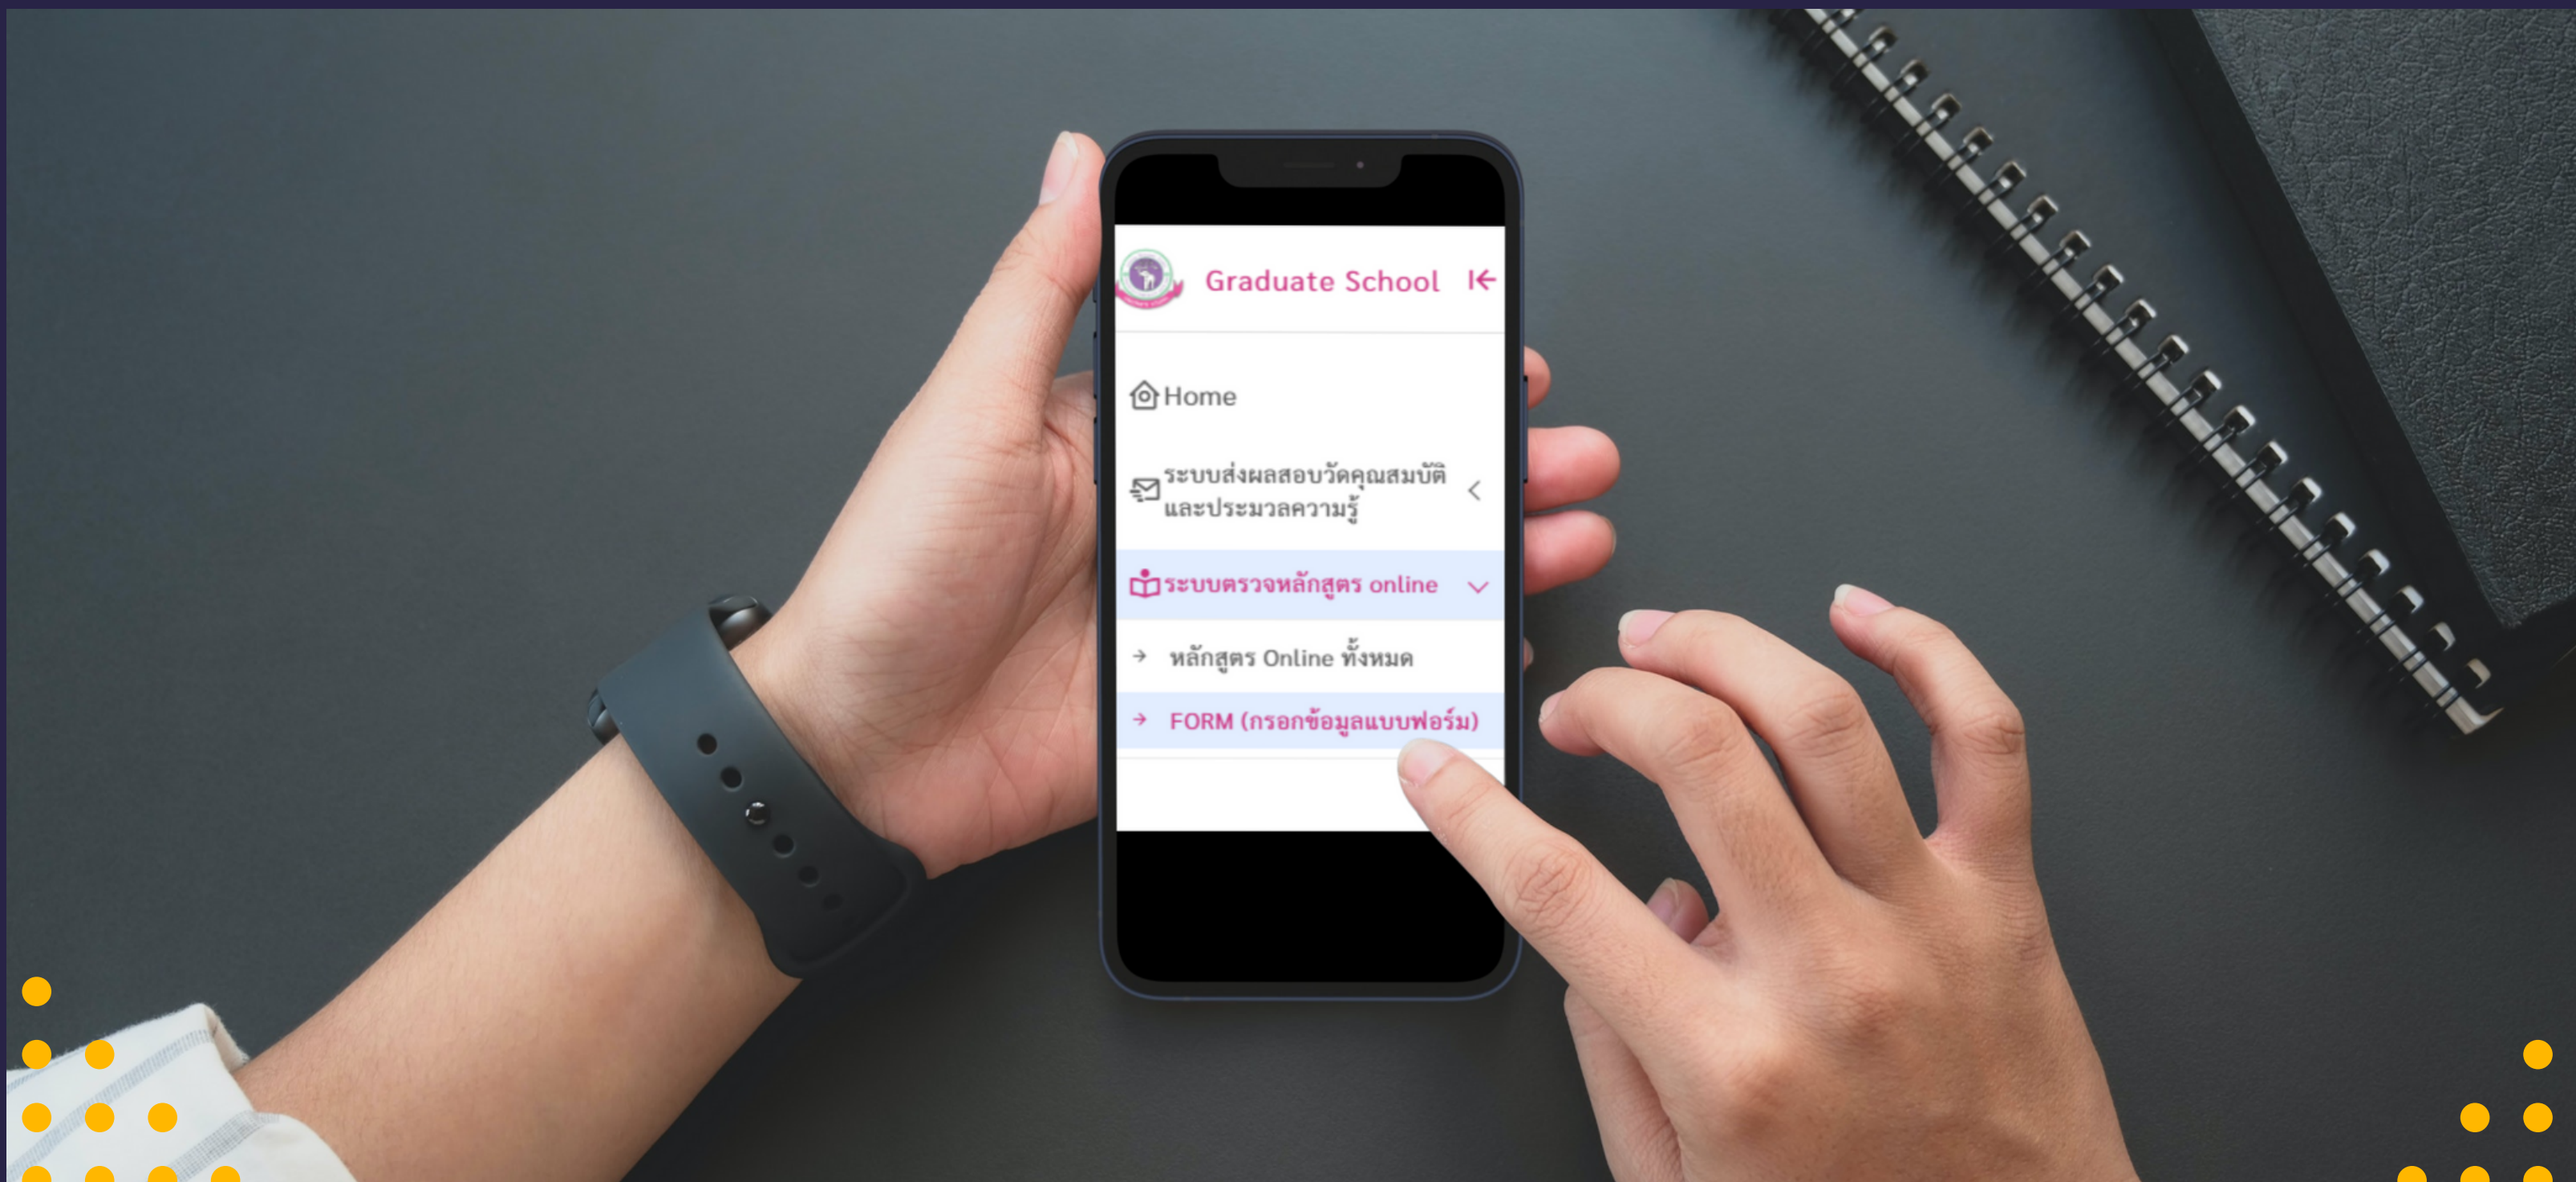 Graduate School
Home
ระบบส่งผลสอบวัดคุณสมบัติ
และประมวลความรู้
ระบบตรวจหลักสูตร online
หลักสูตร Online ทั้งหมด
FORM (กรอกข้อมูลแบบฟอร์ม)